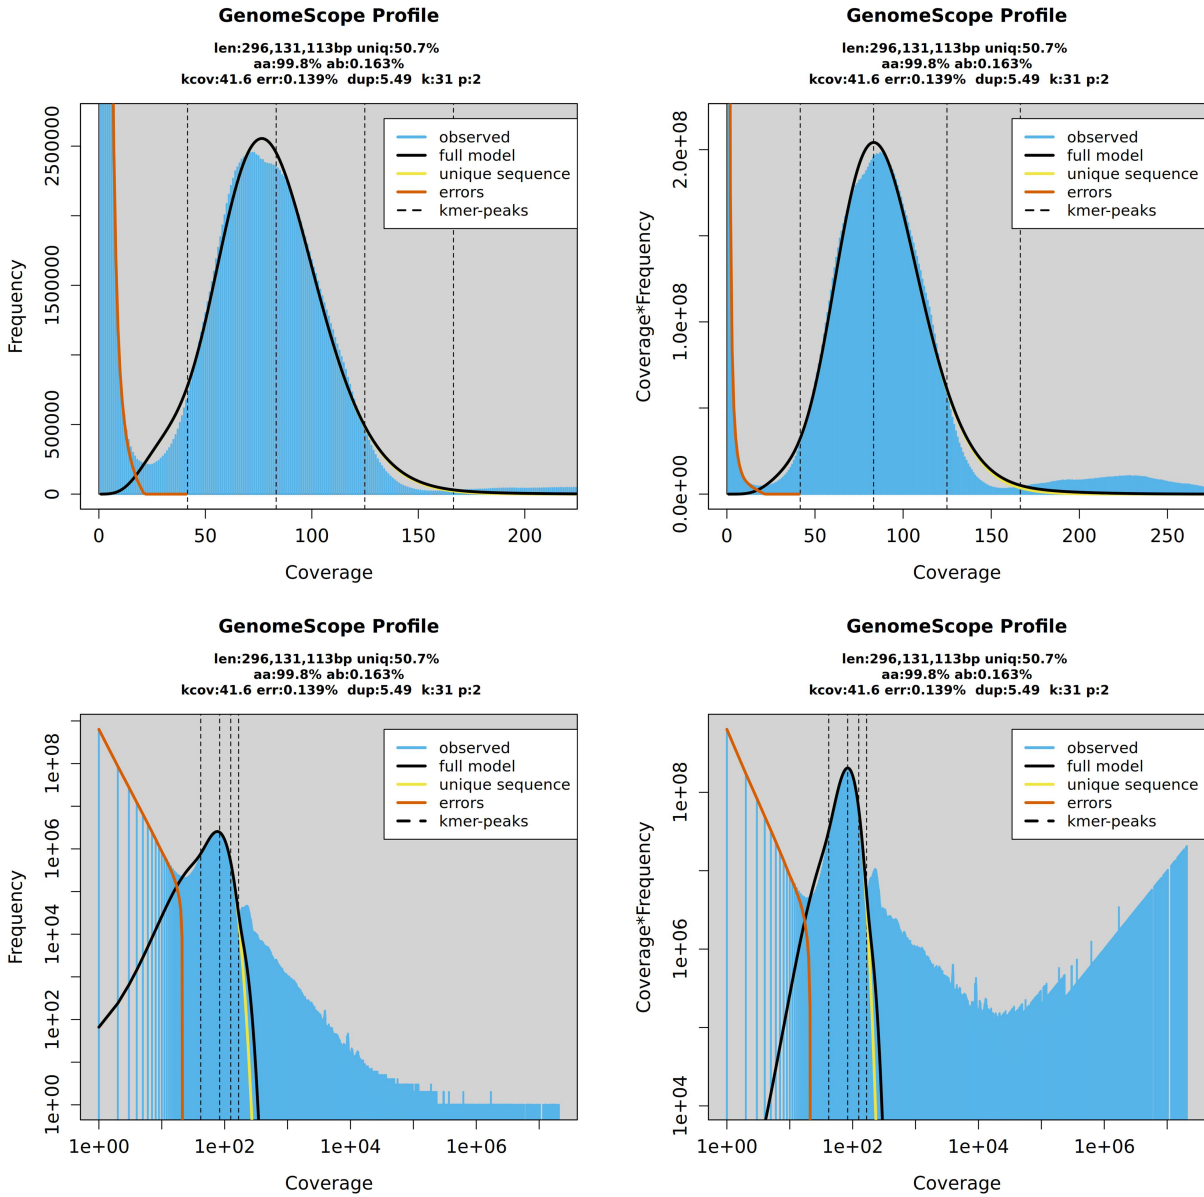 GenomeScope Profile
len:296,131,113bp uniq:50.7%
aa:99.8% ab:0.163%
kcov:41.6 err:0.139%  dup:5.49  k:31 p:2
observed
full model
unique sequence
errors
kmer-peaks
Frequency
0
500000
1500000
2500000
0 50 100 150 200
Coverage
GenomeScope Profile
len:296,131,113bp uniq:50.7%
aa:99.8% ab:0.163%
kcov:41.6 err:0.139%  dup:5.49  k:31 p:2
observed
full model
unique sequence
errors
kmer-peaks
Coverage*Frequency
0.0e+00
1.0e+08
2.0e+08
0 50 100 150 200 250
Coverage
GenomeScope Profile
len:296,131,113bp uniq:50.7%
aa:99.8% ab:0.163%
kcov:41.6 err:0.139%  dup:5.49  k:31 p:2
observed
full model
unique sequence
errors
kmer-peaks
Frequency
1e+00
1e+02
1e+04
1e+06
1e+08
1e+00 1e+02 1e+04 1e+06
Coverage
GenomeScope Profile
len:296,131,113bp uniq:50.7%
aa:99.8% ab:0.163%
kcov:41.6 err:0.139%  dup:5.49  k:31 p:2
observed
full model
unique sequence
errors
kmer-peaks
Coverage*Frequency
1e+04
1e+06
1e+08
1e+00 1e+02 1e+04 1e+06
Coverage